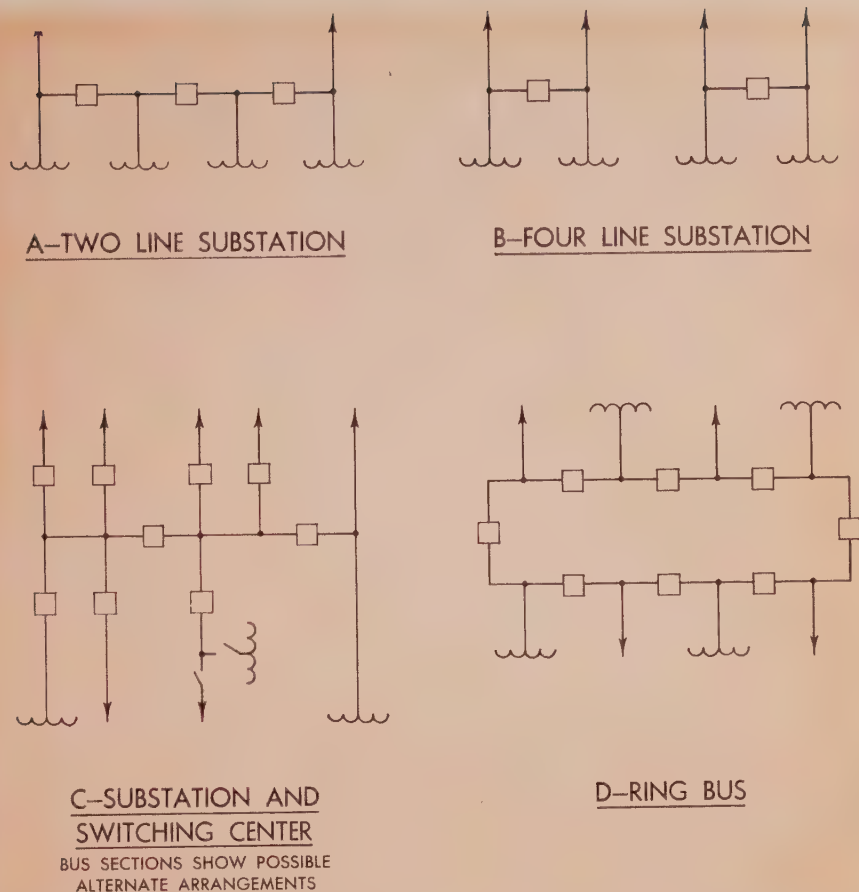 A–TWO LINE SUBSTATION
B–FOUR LINE SUBSTATION
C–SUBSTATION AND
SWITCHING CENTER
BUS SECTIONS SHOW POSSIBLE
ALTERNATE ARRANGEMENTS
D–RING BUS